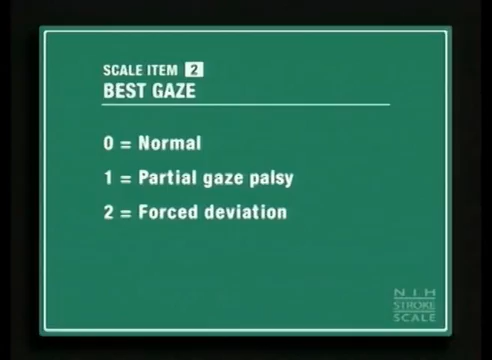 SCALE ITEM 2
BEST GAZE
0 = Normal
1 = Partial gaze palsy
2 = Forced deviation
NIH
STROKE
SCALE